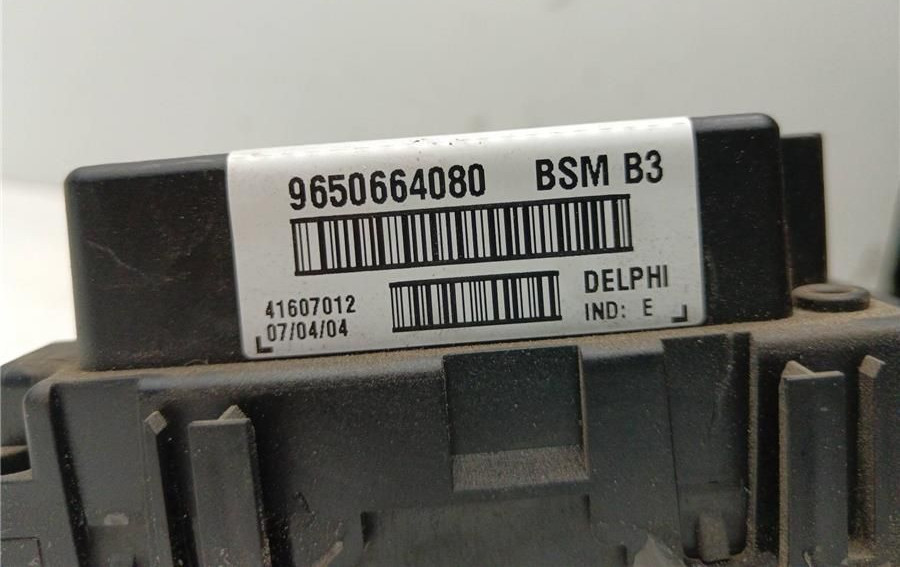 9650664080 BSM B3
41607012
07/04/04
DELPHI
IND: E